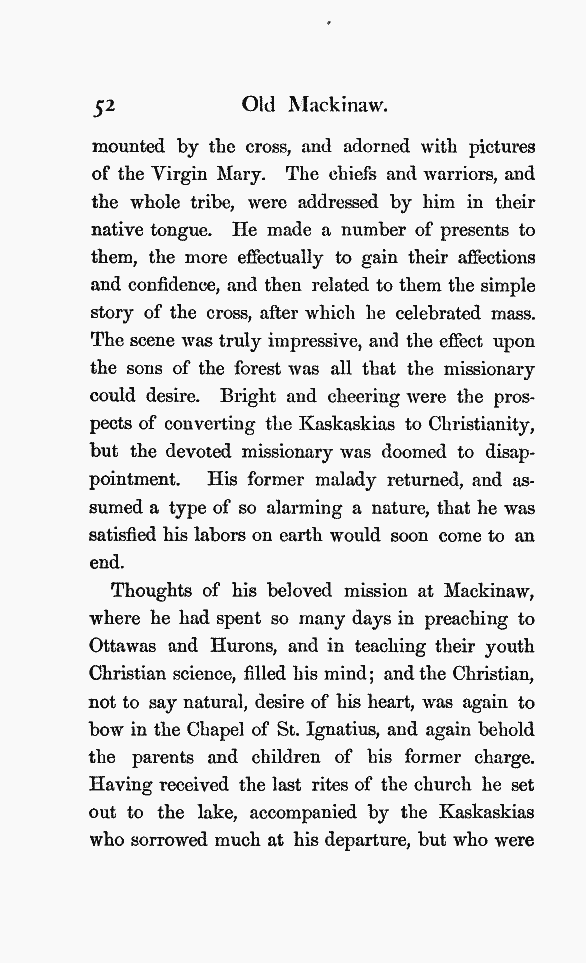 52 Old Mackinaw.
mounted by the cross, and adorned with pictures
of the Virgin Mary. The chiefs and warriors, and
the whole tribe, were addressed by him in their
native tongue. He made a number of presents to
them, the more effectually to gain their affections
and confidence, and then related to them the simple
story of the cross, after which he celebrated mass.
The scene was truly impressive, and the effect upon
the sons of the forest was all that the missionary
could desire. Bright and cheering were the pros-
pects of converting the Kaskaskias to Christianity,
but the devoted missionary was doomed to disap-
pointment. His former malady returned, and as-
sumed a type of so alarming a nature, that he was
satisfied his labors on earth would soon come to an
end.
Thoughts of his beloved mission at Mackinaw,
where he had spent so many days in preaching to
Ottawas and Hurons, and in teaching their youth
Christian science, filled his mind; and the Christian,
not to say natural, desire of his heart, was again to
bow in the Chapel of St. Ignatius, and again behold
the parents and children of his former charge.
Having received the last rites of the church he set
out to the lake, accompanied by the Kaskaskias
who sorrowed much at his departure, but who were